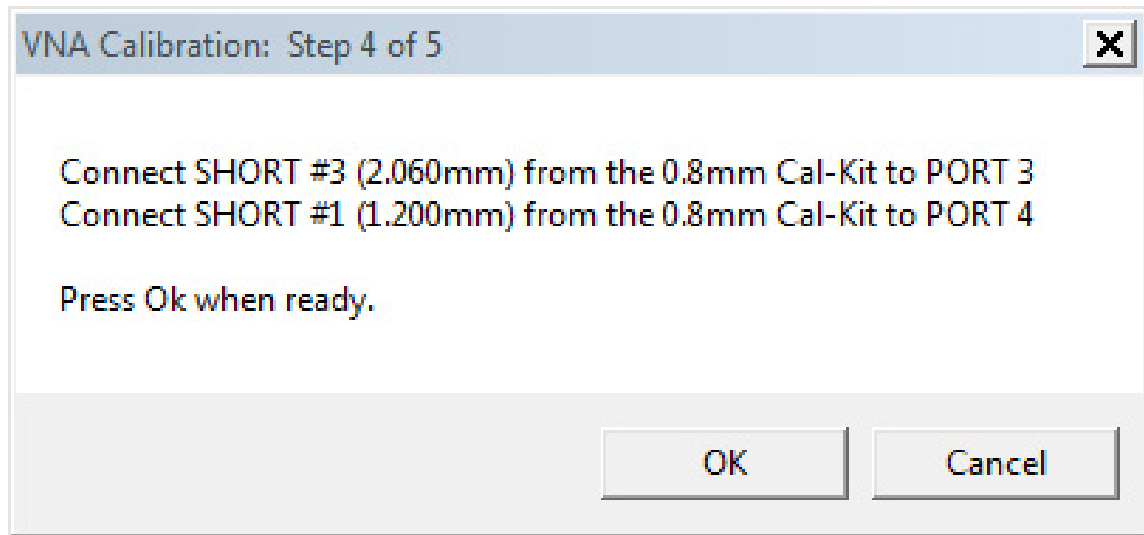 VNA Calibration: Step 4 of 5
Connect SHORT #3 (2.060mm) from the 0.8mm Cal-Kit to PORT 3
Connect SHORT #1 (1.200mm) from the 0.8mm Cal-Kit to PORT 4
Press Ok when ready.
OK
Cancel